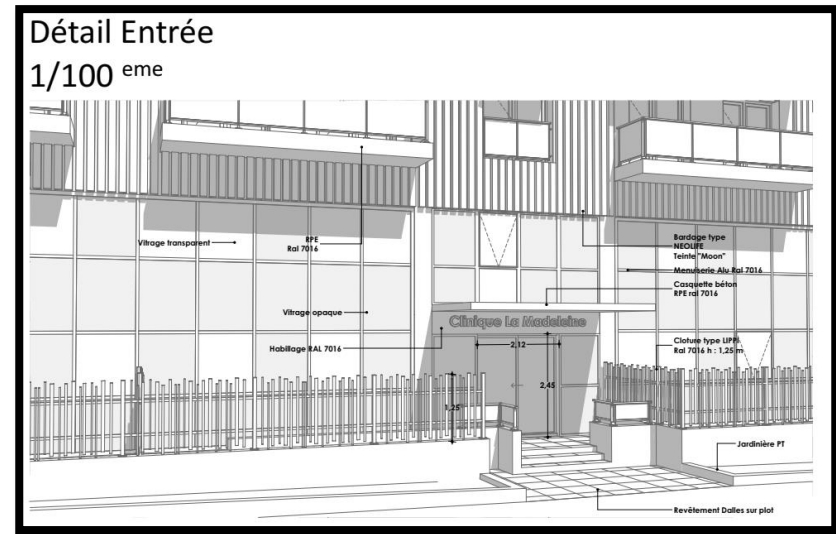 Détail Entrée
1/100 eme
Vitrage transparent
RPE
Ral 7016
Bardage type
NEOLIFE
Teinte "Moon"
Menuiserie Alu Ral 7016
Casquette béton
RPE ral 7016
Vitrage opaque
Clinique La Madeleine
Habillage RAL 7016
2,12
Cloture type LIPPI
Ral 7016 h : 1,25 m
2,45
1,25
Jardinière PT
Revêtement Dalles sur plot